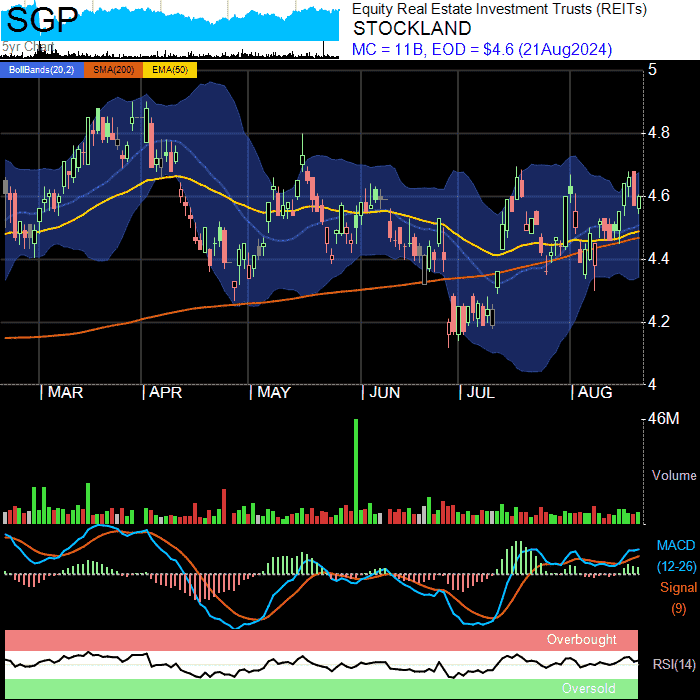 SGP
5yr Chart
Equity Real Estate Investment Trusts (REITs)
STOCKLAND
MC = 11B, EOD = $4.6 (21Aug2024)
BollBands(20,2) SMA(200) EMA(50)
5
4.8
4.6
4.4
4.2
4
MAR APR MAY JUN JUL AUG
46M
Volume
MACD
(12-26)
Signal
(9)
Overbought
RSI(14)
Oversold